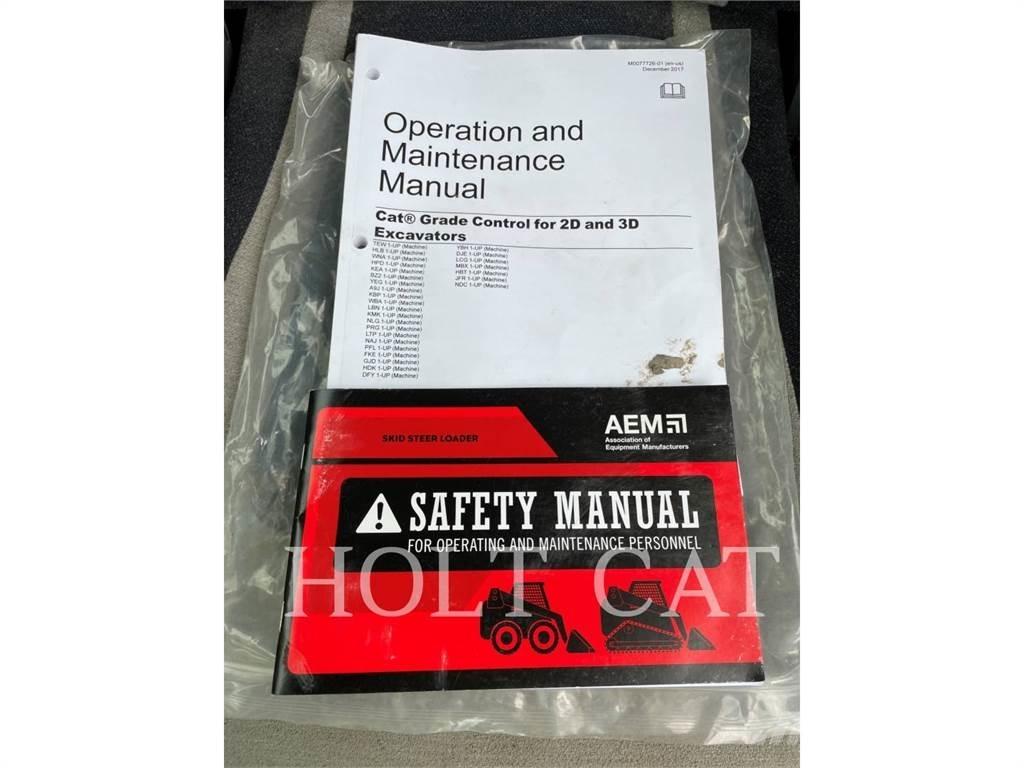 M0077726-01 (en-us)
December 2017
Operation and
Maintenance
Manual
Cat® Grade Control for 2D and 3D
Excavators
TEW 1-UP (Machine)
HLB 1-UP (Machine)
WNA 1-UP (Machine)
HPD 1-UP (Machine)
KEA 1-UP (Machine)
BZ2 1-UP (Machine)
YEG 1-UP (Machine)
A9J 1-UP (Machine)
KBP 1-UP (Machine)
WBA 1-UP (Machine)
LBN 1-UP (Machine)
KMK 1-UP (Machine)
NLG 1-UP (Machine)
PRG 1-UP (Machine)
LTP 1-UP (Machine)
NAJ 1-UP (Machine)
PFL 1-UP (Machine)
FKE 1-UP (Machine)
GJD 1-UP (Machine)
HDK 1-UP (Machine)
DFY 1-UP (Machine)
YBH 1-UP (Machine)
DJE 1-UP (Machine)
LCG 1-UP (Machine)
MBX 1-UP (Machine)
HBT 1-UP (Machine)
JFR 1-UP (Machine)
NDC 1-UP (Machine)
SKID STEER LOADER
AEM
Association of
Equipment Manufacturers
SAFETY MANUAL
FOR OPERATING AND MAINTENANCE PERSONNEL
HOLT CAT